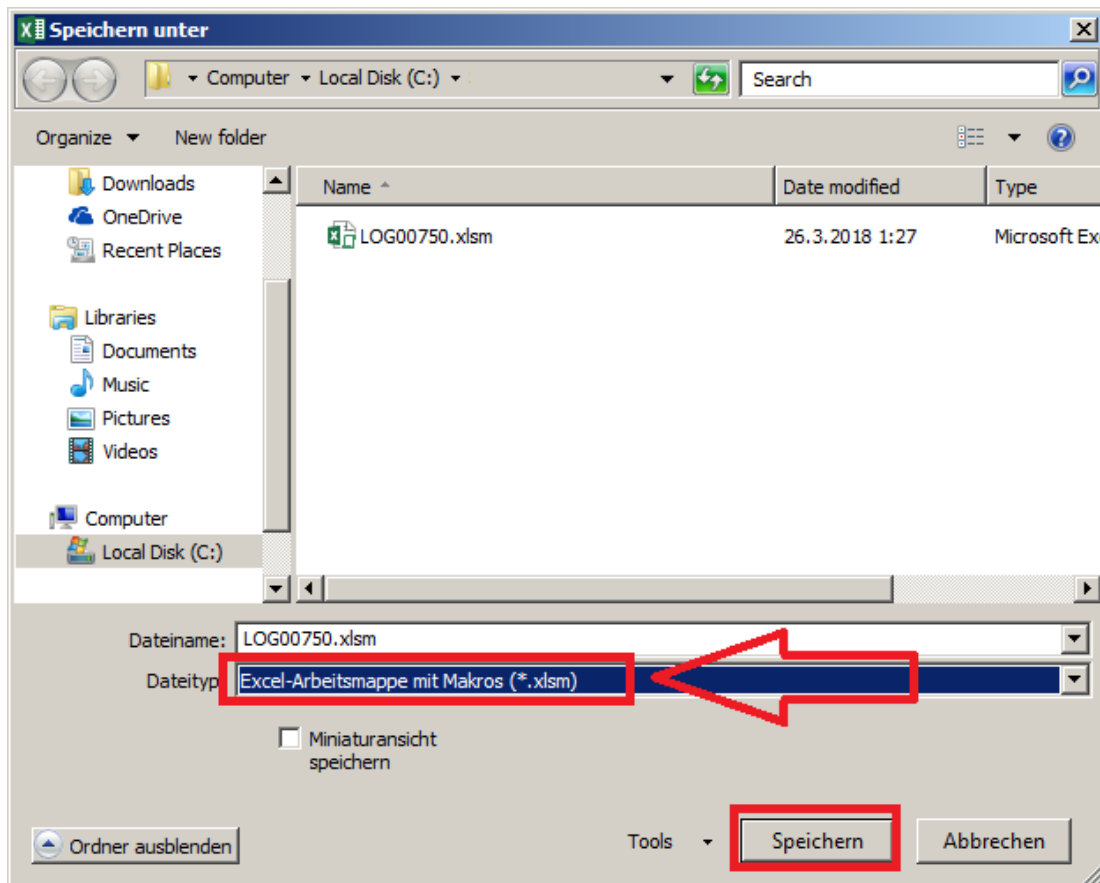 Speichern unter
Computer Local Disk (C:) Search
Organize New folder
Downloads
OneDrive
Recent Places
Libraries
Documents
Music
Pictures
Videos
Computer
Local Disk (C:)
Name Date modified Type
LOG00750.xlsm 26.3.2018 1:27 Microsoft Ex
Dateiname: LOG00750.xlsm
Dateityp Excel-Arbeitsmappe mit Makros (*.xlsm)
Miniaturansicht
speichern
Ordner ausblenden Tools Speichern Abbrechen